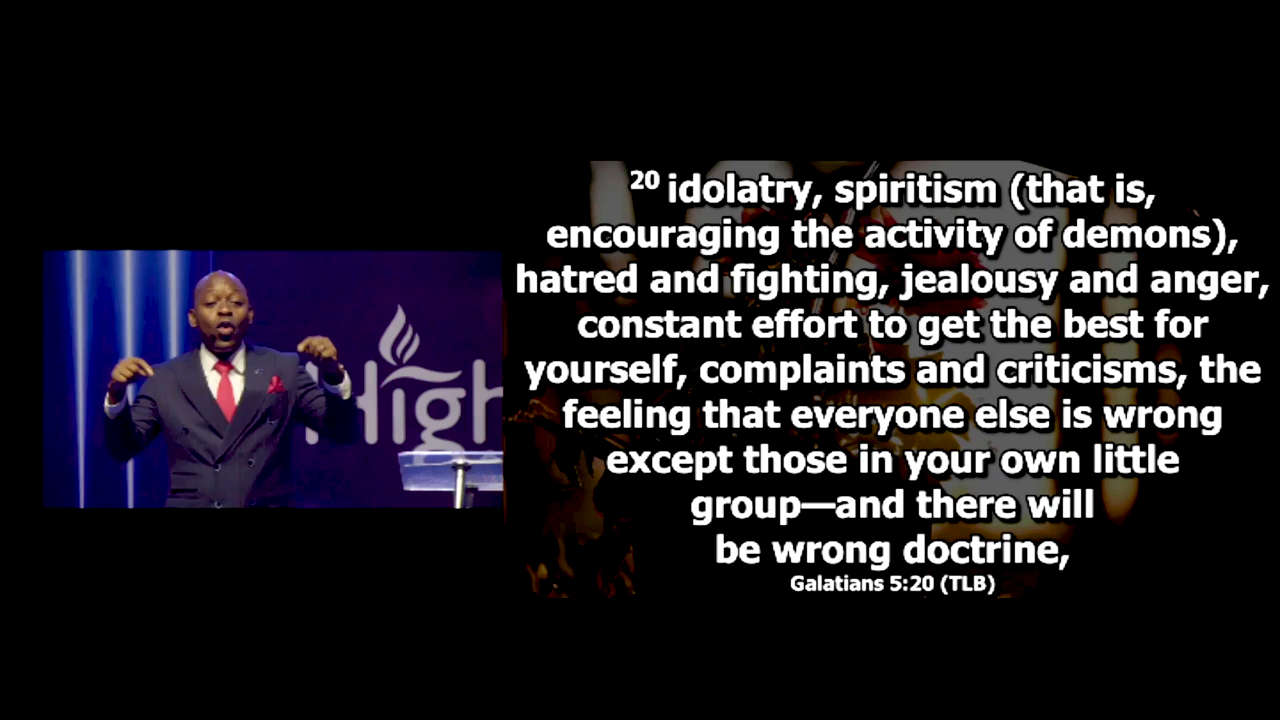 High
20 idolatry, spiritism (that is,
encouraging the activity of demons),
hatred and fighting, jealousy and anger,
constant effort to get the best for
yourself, complaints and criticisms, the
feeling that everyone else is wrong
except those in your own little
group—and there will
be wrong doctrine,
Galatians 5:20 (TLB)